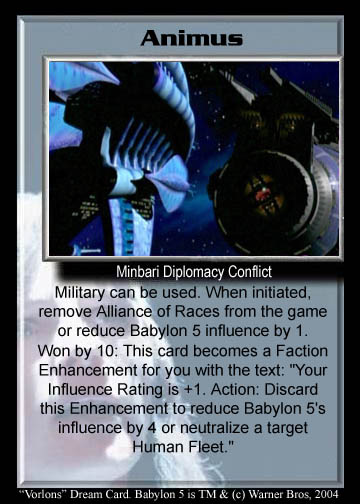 Animus
Minbari Diplomacy Conflict
Military can be used. When initiated,
remove Alliance of Races from the game
or reduce Babylon 5 influence by 1.
Won by 10: This card becomes a Faction
Enhancement for you with the text: "Your
Influence Rating is +1. Action: Discard
this Enhancement to reduce Babylon 5's
influence by 4 or neutralize a target
Human Fleet."
“Vorlons” Dream Card. Babylon 5 is TM & (c) Warner Bros, 2004